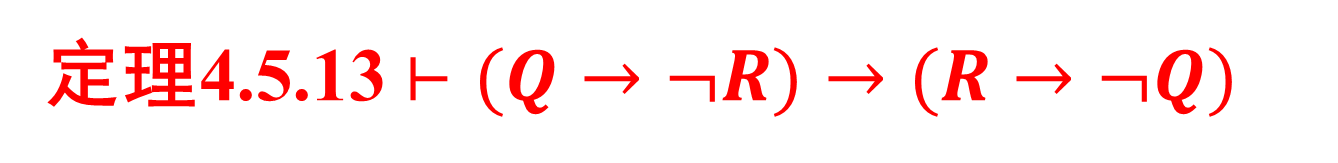 定理4.5.13 ⊢ (Q → ¬R) → (R → ¬Q)